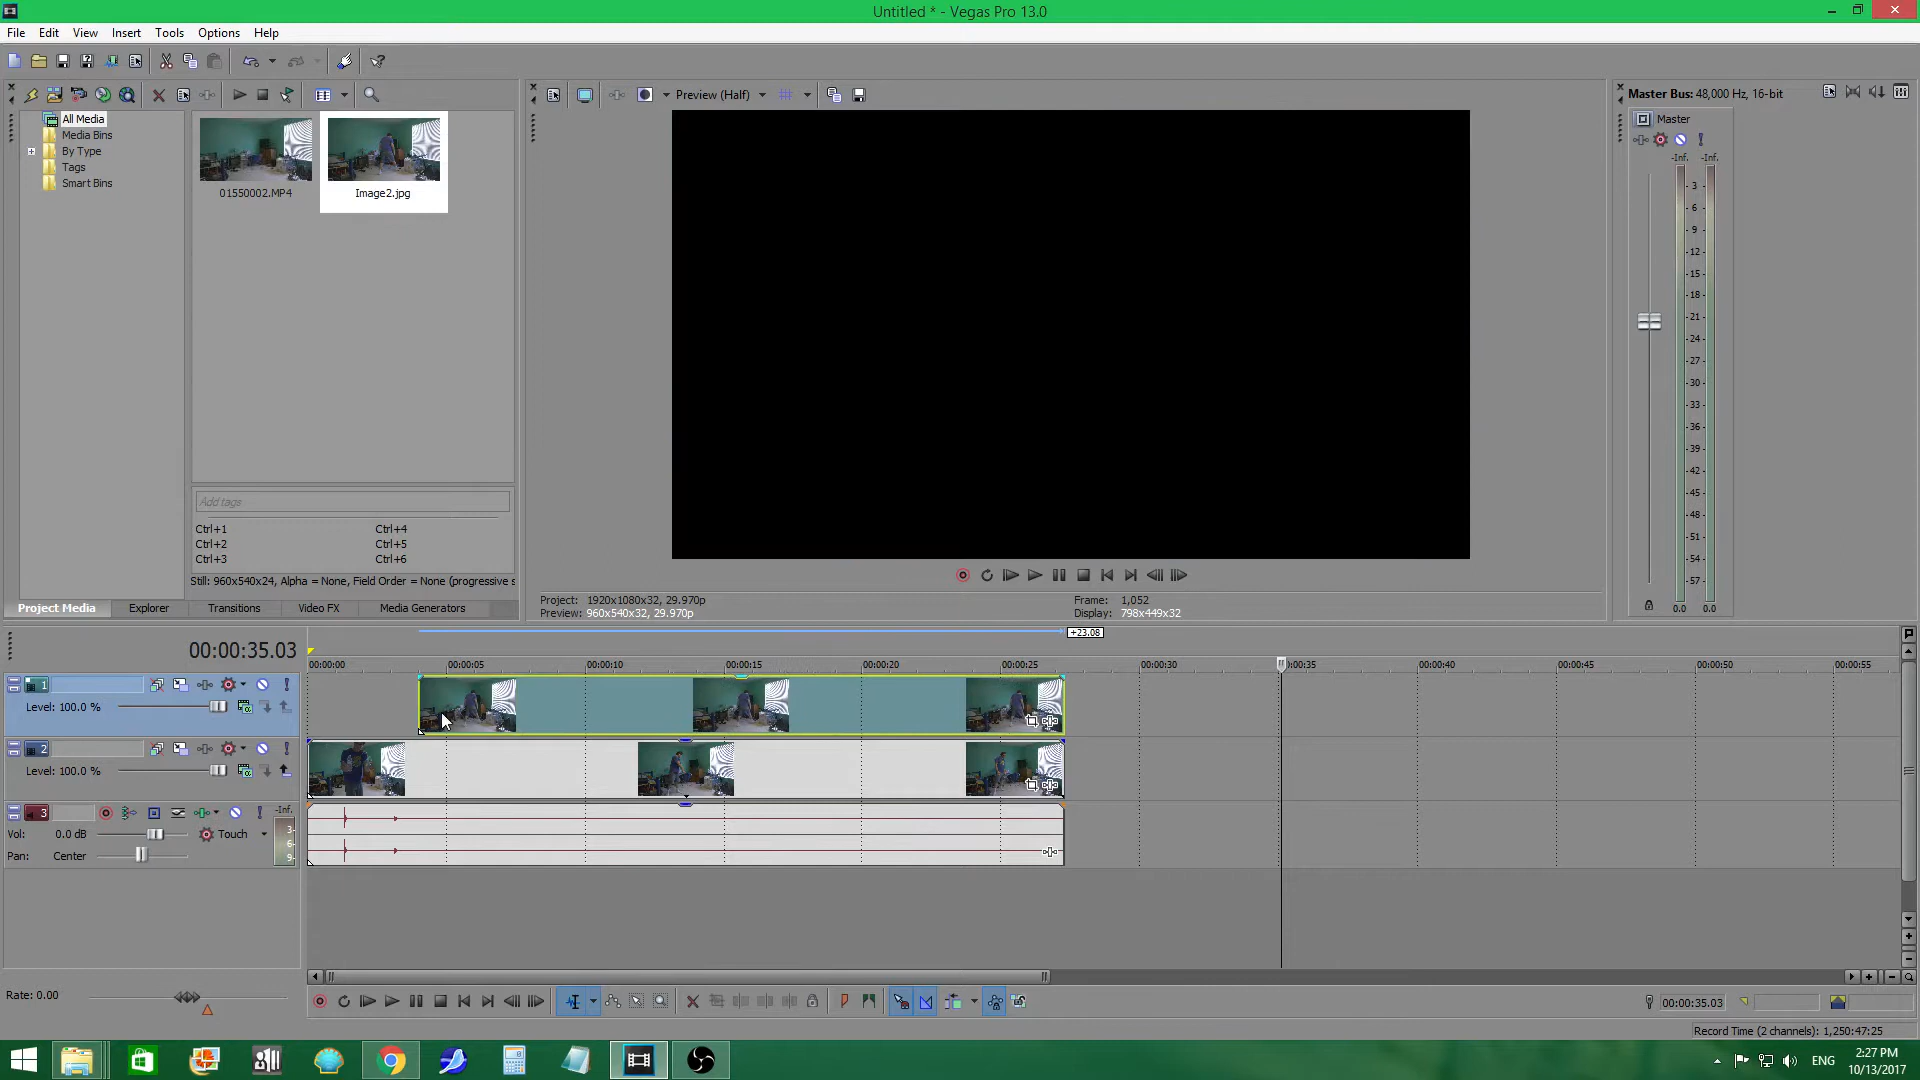 Untitled * - Vegas Pro 13.0
File Edit View Insert Tools Options Help
Preview (Half)
Master Bus: 48,000 Hz, 16-bit
All Media
Media Bins
By Type
Tags
Smart Bins
01550002.MP4
Image2.jpg
Master
-Inf. -Inf.
3
6
9
12
15
18
21
24
27
30
33
36
39
42
45
48
51
54
57
0.0 0.0
Add tags
Ctrl+1 Ctrl+4
Ctrl+2 Ctrl+5
Ctrl+3 Ctrl+6
Still: 960x540x24, Alpha = None, Field Order = None (progressive s
Project Media Explorer Transitions Video FX Media Generators
Project: 1920x1080x32, 29.970p Frame: 1,052
Preview: 960x540x32, 29.970p Display: 798x449x32
+23.08
00:00:35.03
00:00:00 00:00:05 00:00:10 00:00:15 00:00:20 00:00:25 00:00:30 00:00:35 00:00:40 00:00:45 00:00:50 00:00:55
1
Level: 100.0 %
2
Level: 100.0 %
3 -Inf.
Vol: 0.0 dB Touch
Pan: Center
3
6
9
Rate: 0.00
00:00:35.03
Record Time (2 channels): 1,250:47:25
ENG
2:27 PM
10/13/2017